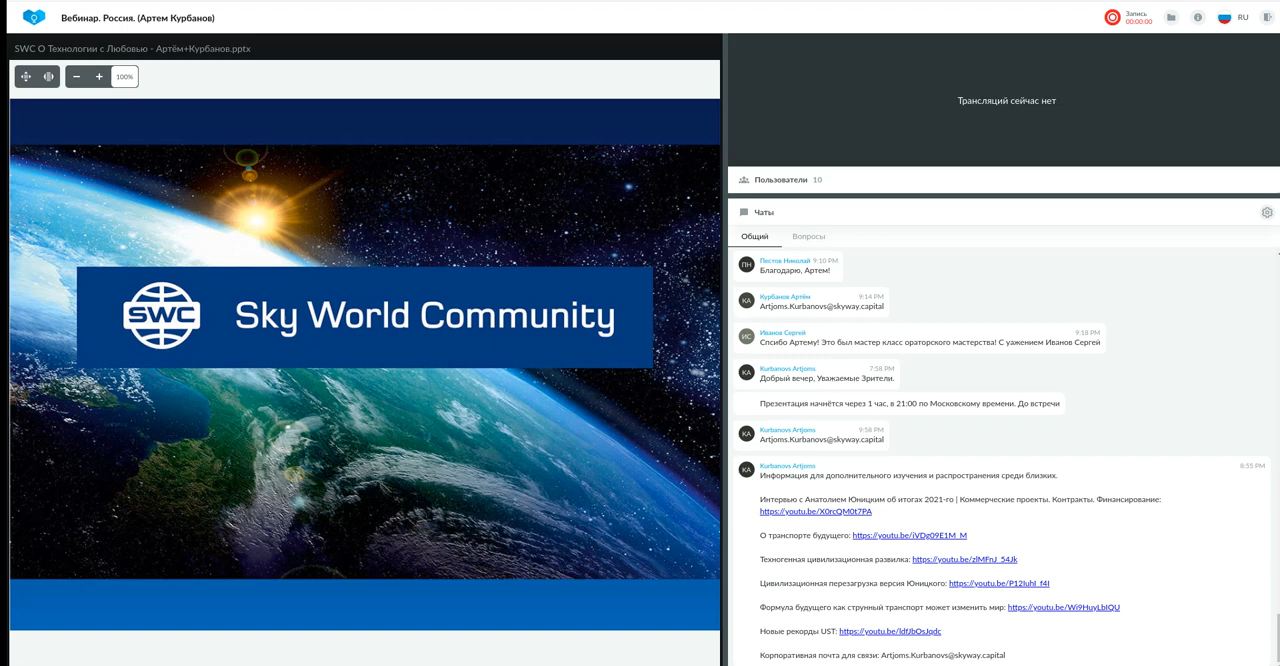 Вебинар. Россия. (Артем Курбанов)
Запись
00:00:00
RU
SWC О Технологии с Любовью - Артём+Курбанов.pptx
100%
SWC
Sky World Community
Трансляций сейчас нет
Пользователи 10
Чаты
Общий
Вопросы
ПН
Пестов Николай 9:10 PM
Благодарю, Артем!
КА
Курбанов Артём 9:14 PM
Artjoms.Kurbanovs@skyway.capital
ИС
Иванов Сергей 9:18 PM
Спсибо Артему! Это был мастер класс ораторского мастерства! С уажением Иванов Сергей
KA
Kurbanovs Artjoms 7:58 PM
Добрый вечер, Уважаемые Зрители.
Презентация начнётся через 1 час, в 21:00 по Московскому времени. До встречи
KA
Kurbanovs Artjoms 9:58 PM
Artjoms.Kurbanovs@skyway.capital
KA
Kurbanovs Artjoms 8:55 PM
Информация для дополнительного изучения и распространения среди близких.
Интервью с Анатолием Юницким об итогах 2021-го | Коммерческие проекты. Контракты. Финансирование:
https://youtu.be/X0rcQM0t7PA
О транспорте будущего: https://youtu.be/iVDg09E1M_M
Техногенная цивилизационная развилка: https://youtu.be/zlMFnJ_54Jk
Цивилизационная перезагрузка версия Юницкого: https://youtu.be/P12IuhI_f4I
Формула будущего как струнный транспорт может изменить мир: https://youtu.be/Wi9HuyLbIQU
Новые рекорды UST: https://youtu.be/ldfJbOsJqdc
Корпоративная почта для связи: Artjoms.Kurbanovs@skyway.capital